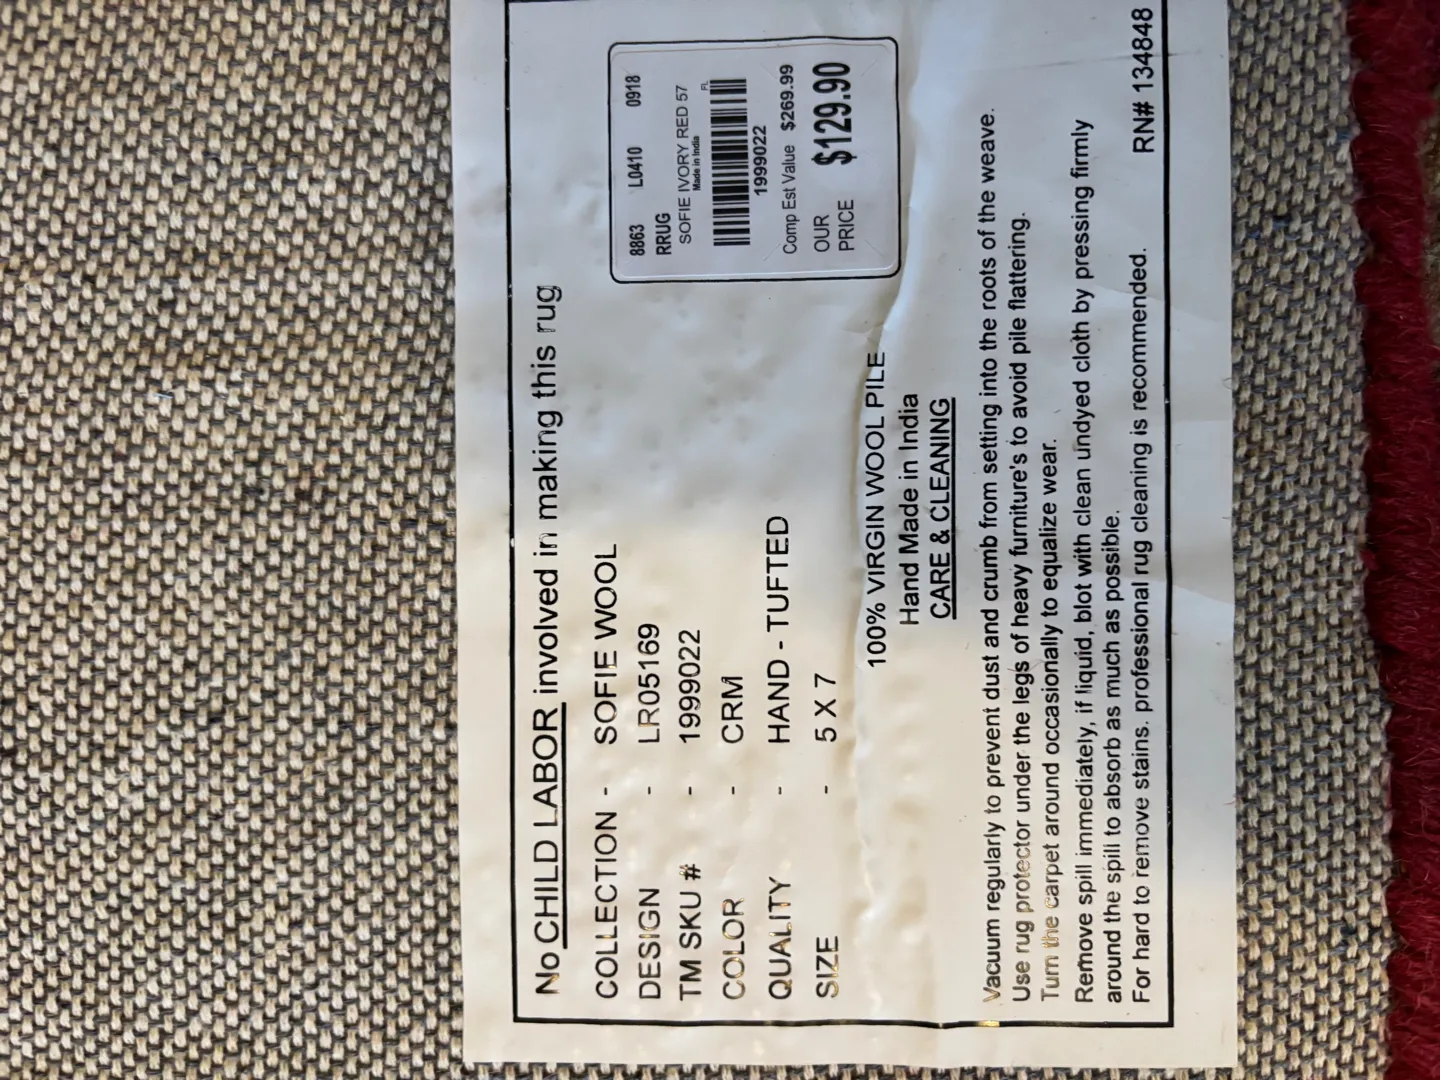 No CHILD LABOR involved in making this rug
COLLECTION - SOFIE WOOL
DESIGN - LR05169
TM SKU # - 1999022
COLOR - CRM
QUALITY - HAND - TUFTED
SIZE - 5 X 7
8863 L0410 0918
RRUG
SOFIE IVORY RED 57
Made in India
FL
1999022
Comp Est Value $269.99
OUR PRICE $129.90
100% VIRGIN WOOL PILE
Hand Made in India
CARE & CLEANING
Vacuum regularly to prevent dust and crumb from setting into the roots of the weave.
Use rug protector under the legs of heavy furniture's to avoid pile flattering.
Turn the carpet around occasionally to equalize wear.
Remove spill immediately, if liquid, blot with clean undyed cloth by pressing firmly
around the spill to absorb as much as possible.
For hard to remove stains. professional rug cleaning is recommended.
RN# 134848